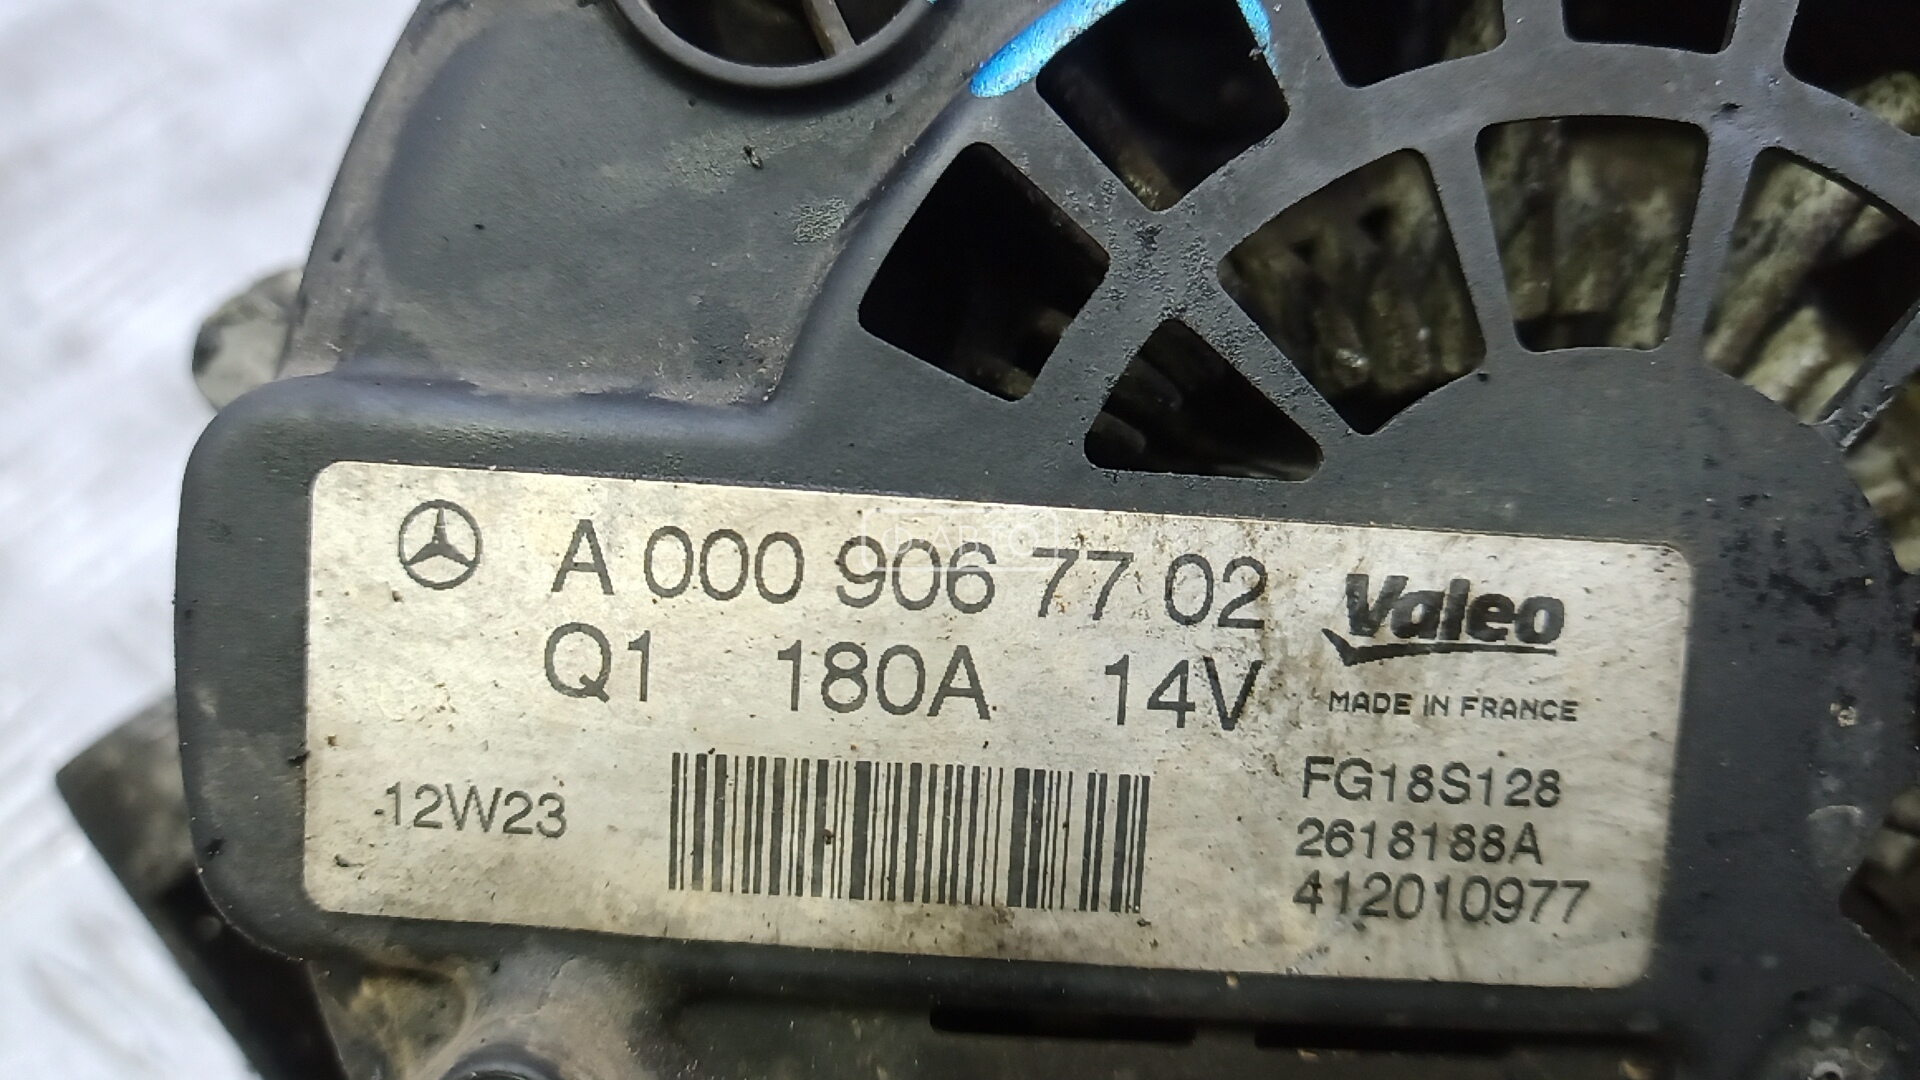 A 000 906 77 02
Valeo
Q1 180A 14V
MADE IN FRANCE
12W23
FG18S128
2618188A
412010977